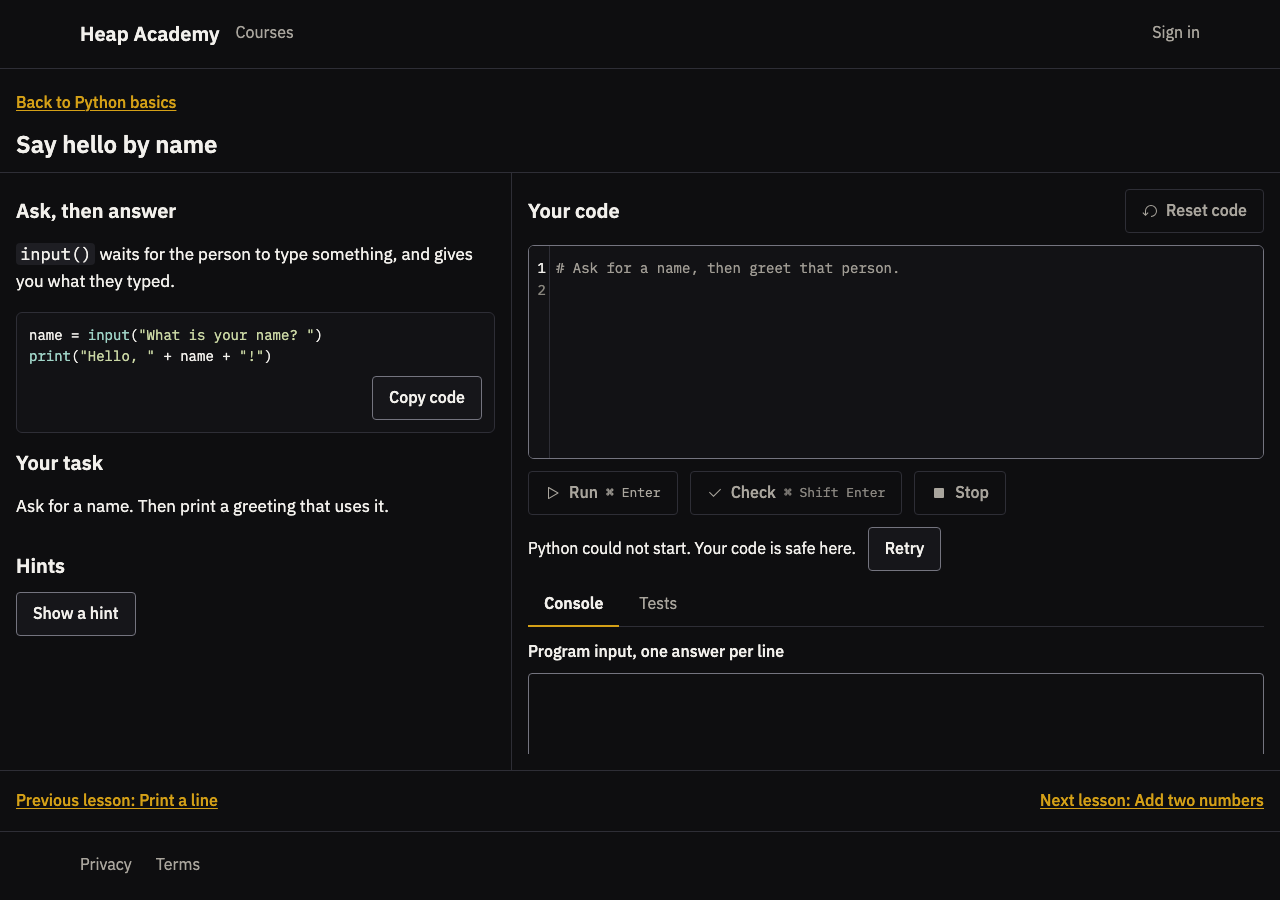 Heap Academy Courses Sign in
Back to Python basics
Say hello by name
Ask, then answer
input() waits for the person to type something, and gives
you what they typed.
name = input("What is your name? ")
print("Hello, " + name + "!")
Copy code
Your task
Ask for a name. Then print a greeting that uses it.
Hints
Show a hint
Your code
Reset code
1 # Ask for a name, then greet that person.
2
Run ⌘ Enter Check ⌘ Shift Enter Stop
Python could not start. Your code is safe here. Retry
Console Tests
Program input, one answer per line
Previous lesson: Print a line Next lesson: Add two numbers
Privacy Terms